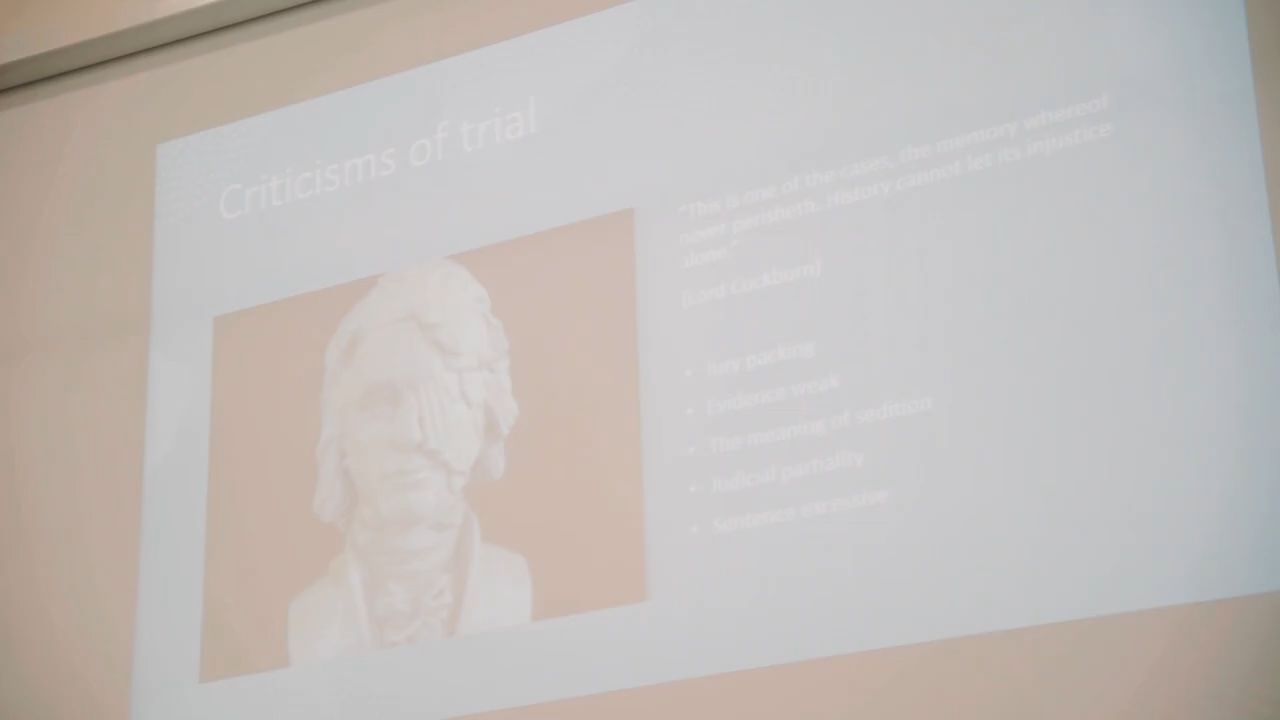 Criticisms of trial
"This is one of the cases, the memory whereof
never perisheth. History cannot let its injustice
alone."
(Lord Cockburn)
• Jury packing
• Evidence weak
• The meaning of sedition
• Judicial partiality
• Sentence excessive